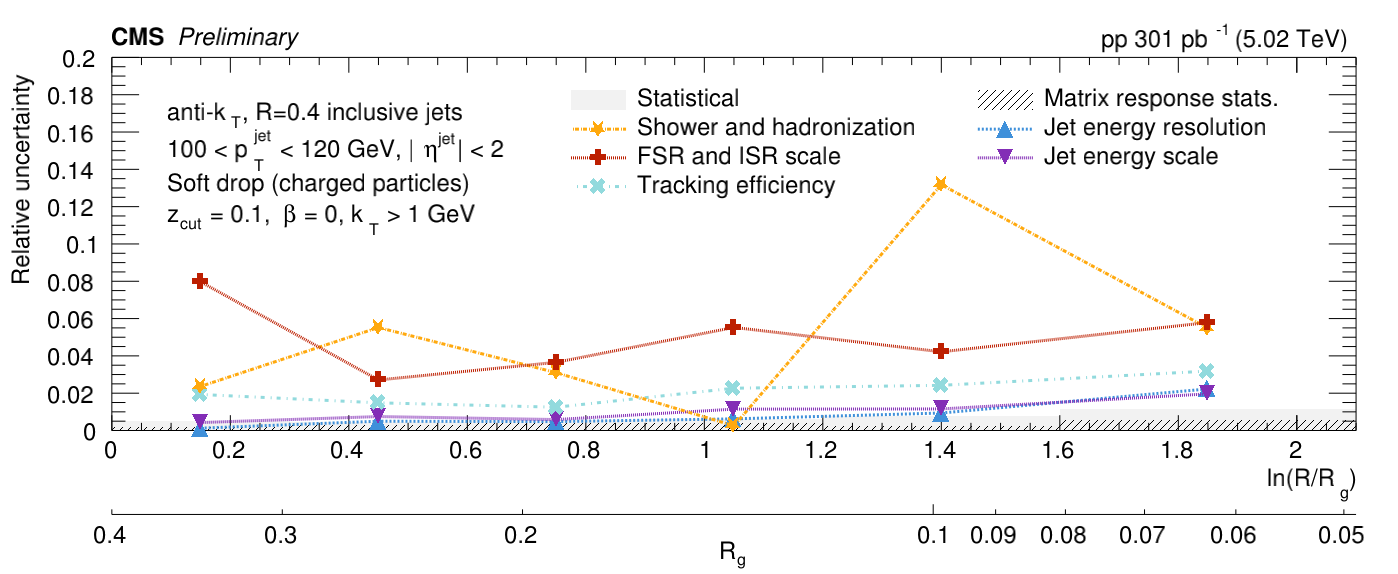 CMS Preliminary
pp 301 pb⁻¹ (5.02 TeV)
Relative uncertainty
0.2
0.18
0.16
0.14
0.12
0.1
0.08
0.06
0.04
0.02
0
anti-k_T, R=0.4 inclusive jets
100 < p_T^jet < 120 GeV, | η^jet | < 2
Soft drop (charged particles)
z_cut = 0.1, β = 0, k_T > 1 GeV
Statistical
Shower and hadronization
FSR and ISR scale
Tracking efficiency
Matrix response stats.
Jet energy resolution
Jet energy scale
0 0.2 0.4 0.6 0.8 1 1.2 1.4 1.6 1.8 2
ln(R/R_g)
0.4 0.3 0.2 0.1 0.09 0.08 0.07 0.06 0.05
R_g